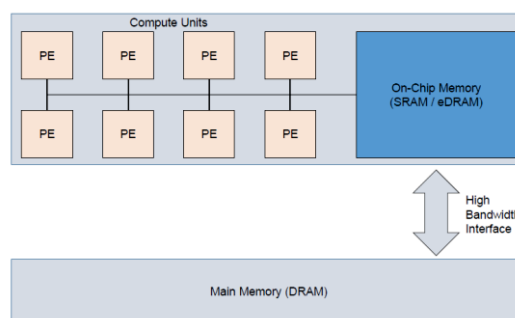 Compute Units
PE PE PE PE
On-Chip Memory
(SRAM / eDRAM)
PE PE PE PE
High
Bandwidth
Interface
Main Memory (DRAM)